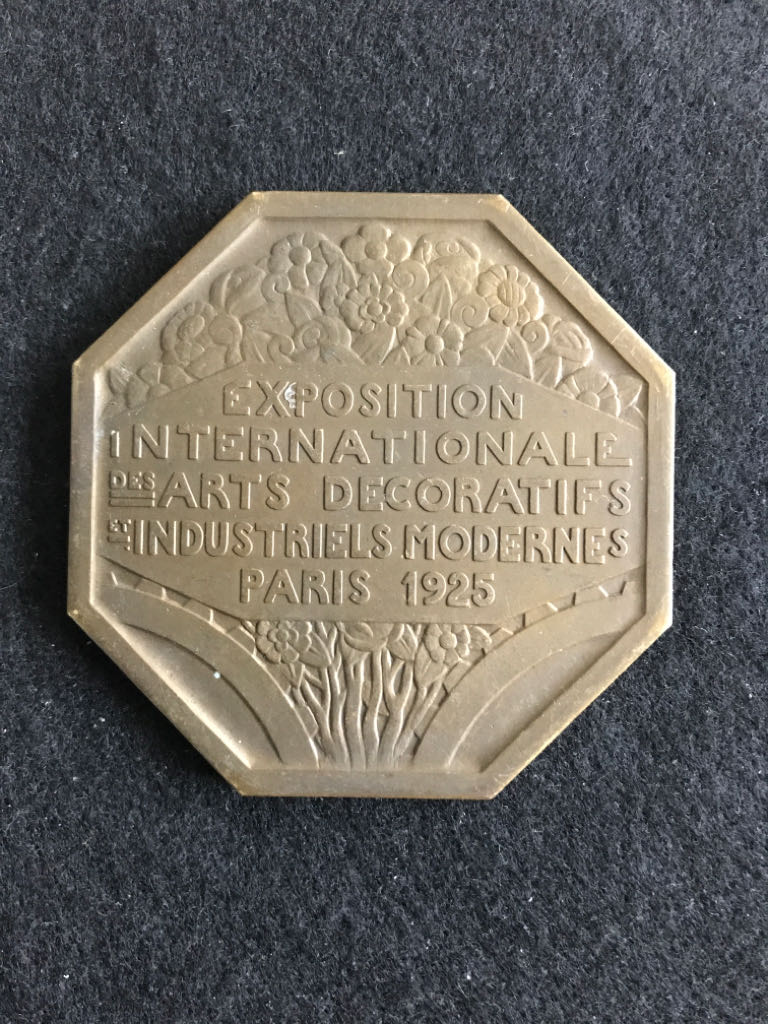 EXPOSITION
INTERNATIONALE
DES ARTS DECORATIFS
ET INDUSTRIELS MODERNES
PARIS 1925